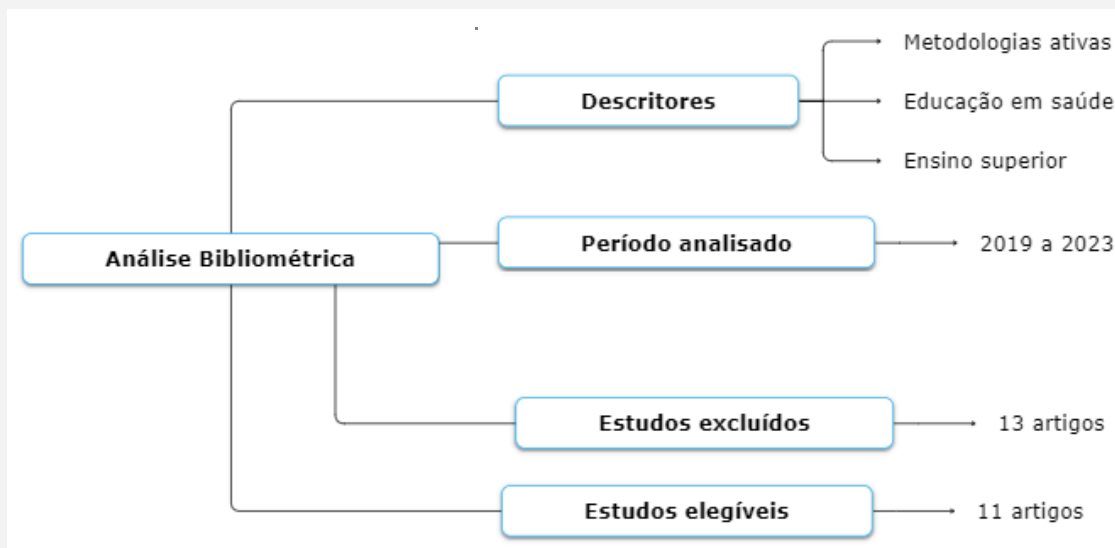 Metodologias ativas
Descritores
Educação em saúde
Ensino superior
Análise Bibliométrica
Período analisado
2019 a 2023
Estudos excluídos
13 artigos
Estudos elegíveis
11 artigos